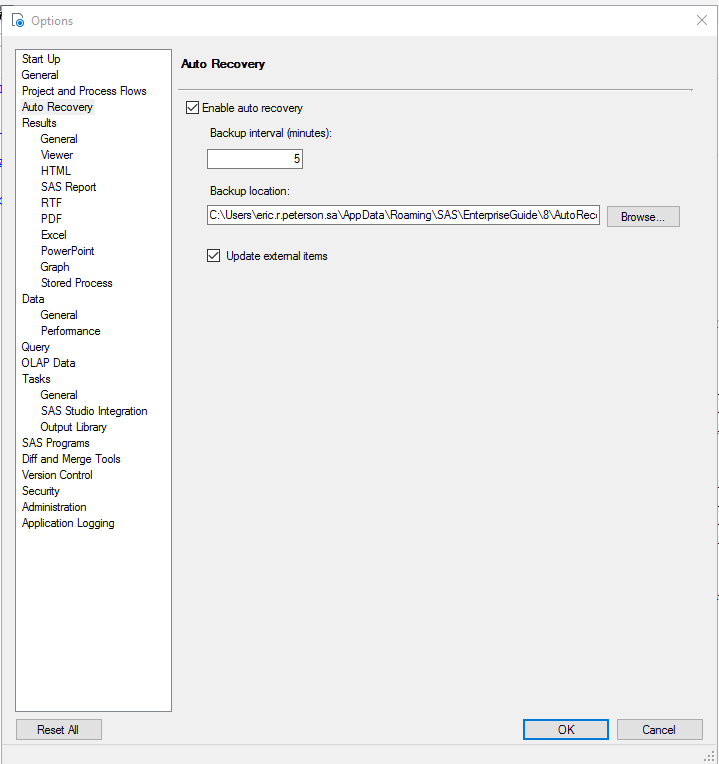 Options
Start Up
General
Project and Process Flows
Auto Recovery
Results
General
Viewer
HTML
SAS Report
RTF
PDF
Excel
PowerPoint
Graph
Stored Process
Data
General
Performance
Query
OLAP Data
Tasks
General
SAS Studio Integration
Output Library
SAS Programs
Diff and Merge Tools
Version Control
Security
Administration
Application Logging
Auto Recovery
Enable auto recovery
Backup interval (minutes):
5
Backup location:
C:\Users\eric.r.peterson.sa\AppData\Roaming\SAS\EnterpriseGuide\8\AutoRec
Browse...
Update external items
Reset All
OK
Cancel